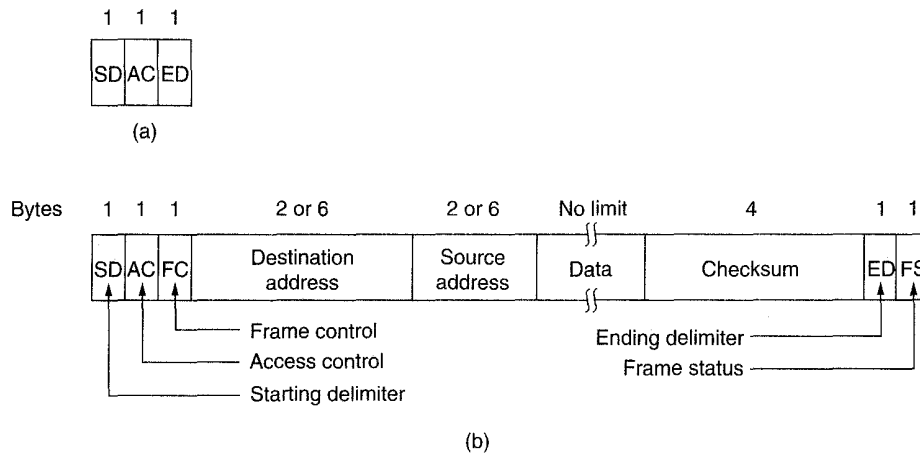 1 1 1
SD AC ED
(a)
Bytes 1 1 1 2 or 6 2 or 6 No limit 4 1 1
SD AC FC Destination address Source address Data Checksum ED FS
Frame control
Access control
Starting delimiter
Ending delimiter
Frame status
(b)